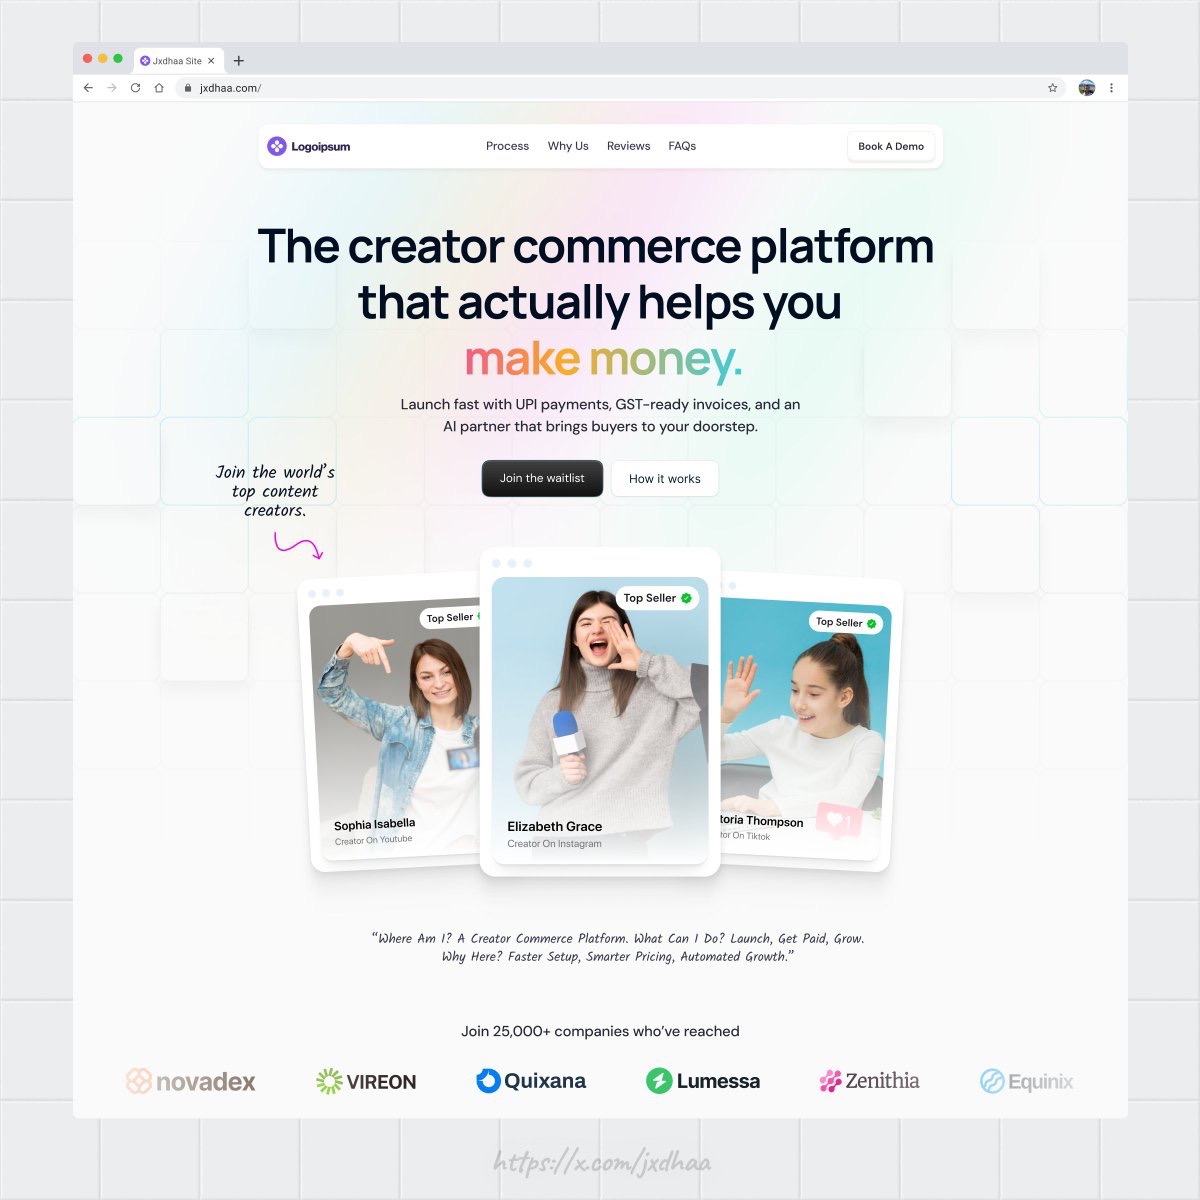 Jxdhaa Site
jxdhaa.com/
Logoipsum
Process Why Us Reviews FAQs
Book A Demo
The creator commerce platform
that actually helps you
make money.
Launch fast with UPI payments, GST-ready invoices, and an
AI partner that brings buyers to your doorstep.
Join the waitlist
How it works
Join the world's
top content
creators.
Top Seller
Sophia Isabella
Creator On Youtube
Top Seller
Elizabeth Grace
Creator On Instagram
Top Seller
toria Thompson
tor On Tiktok
1
“Where Am I? A Creator Commerce Platform. What Can I Do? Launch, Get Paid, Grow.
Why Here? Faster Setup, Smarter Pricing, Automated Growth.”
Join 25,000+ companies who’ve reached
novadex
VIREON
Quixana
Lumessa
Zenithia
Equinix
https://x.com/jxdhaa